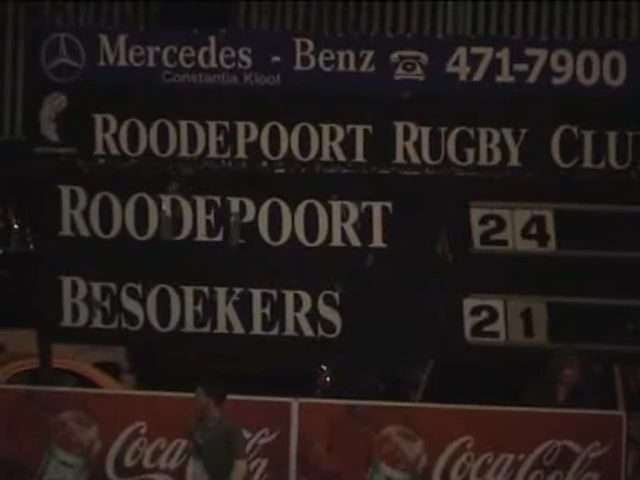 Mercedes - Benz 471-7900
Constantia Kloof
ROODEPOORT RUGBY CLU
ROODEPOORT 24
BESOEKERS 21
Coca-Cola Coca-Cola